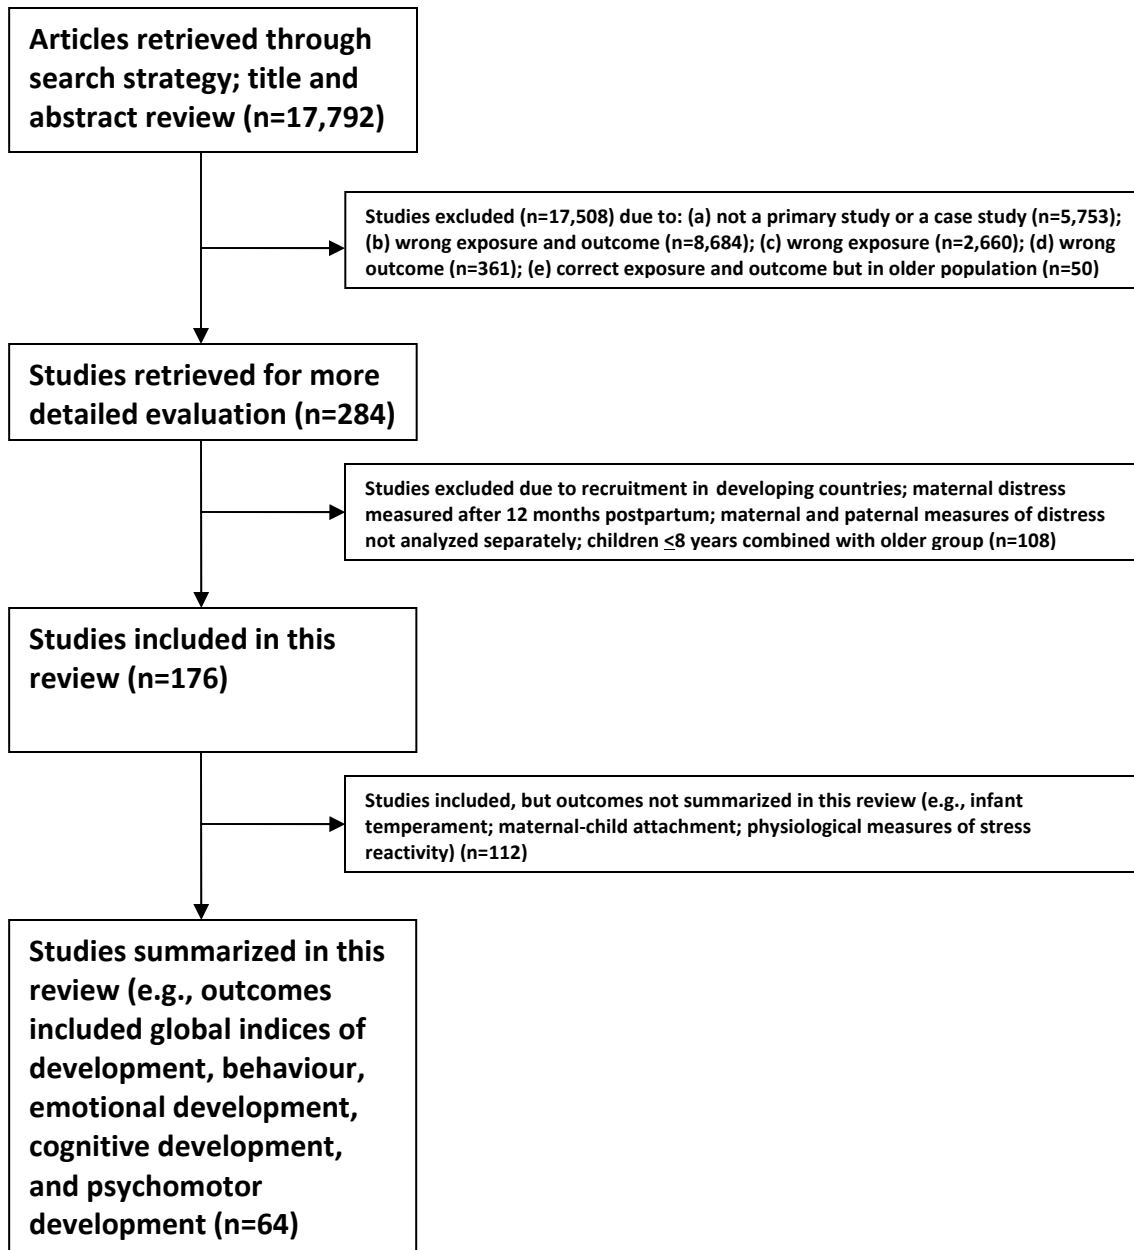 Articles retrieved through
search strategy; title and
abstract review (n=17,792)
Studies excluded (n=17,508) due to: (a) not a primary study or a case study (n=5,753);
(b) wrong exposure and outcome (n=8,684); (c) wrong exposure (n=2,660); (d) wrong
outcome (n=361); (e) correct exposure and outcome but in older population (n=50)
Studies retrieved for more
detailed evaluation (n=284)
Studies excluded due to recruitment in developing countries; maternal distress
measured after 12 months postpartum; maternal and paternal measures of distress
not analyzed separately; children <8 years combined with older group (n=108)
Studies included in this
review (n=176)
Studies included, but outcomes not summarized in this review (e.g., infant
temperament; maternal-child attachment; physiological measures of stress
reactivity) (n=112)
Studies summarized in this
review (e.g., outcomes
included global indices of
development, behaviour,
emotional development,
cognitive development,
and psychomotor
development (n=64)